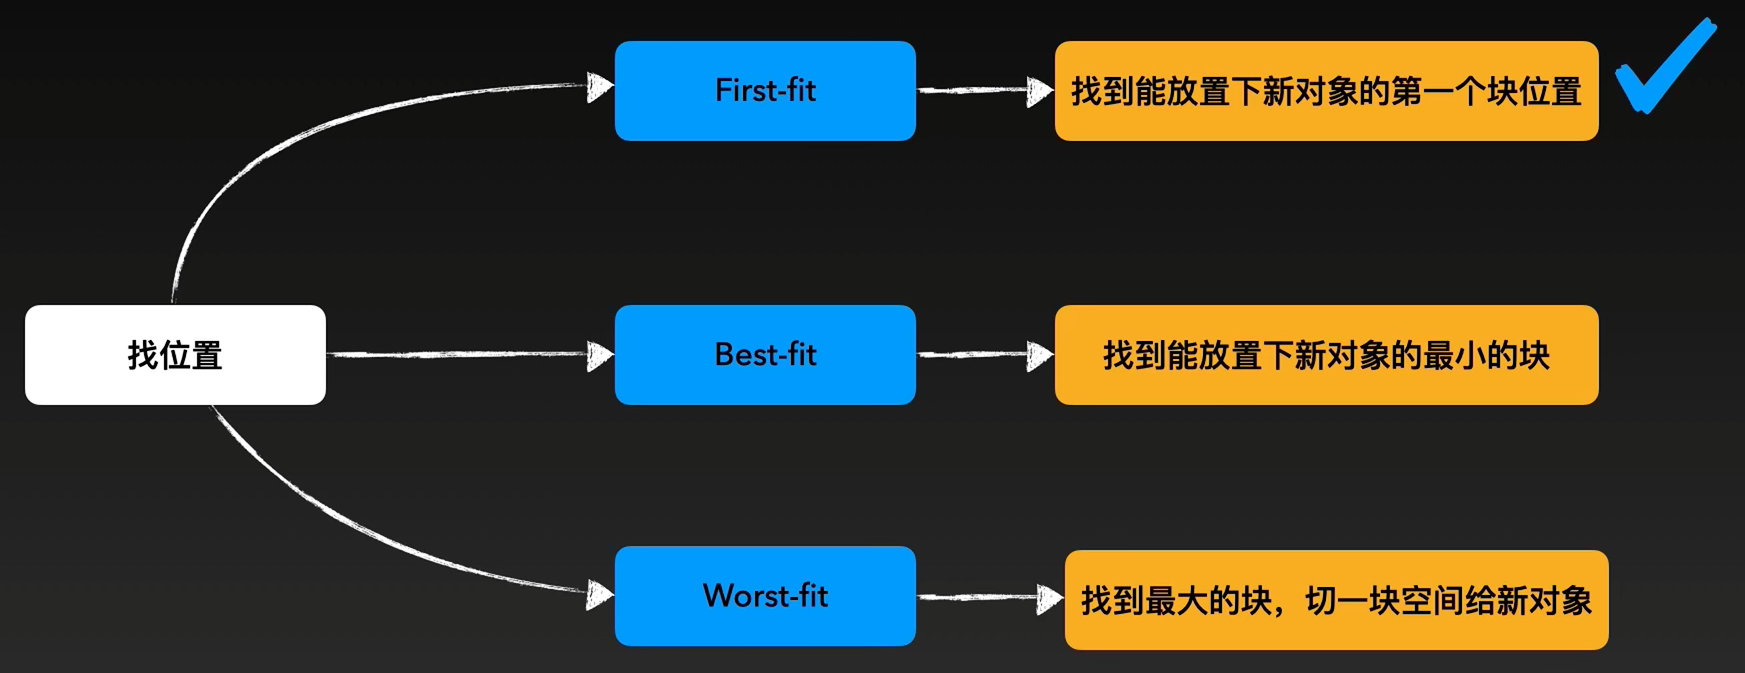 First-fit
找到能放置下新对象的第一个块位置
找位置
Best-fit
找到能放置下新对象的最小的块
Worst-fit
找到最大的块，切一块空间给新对象